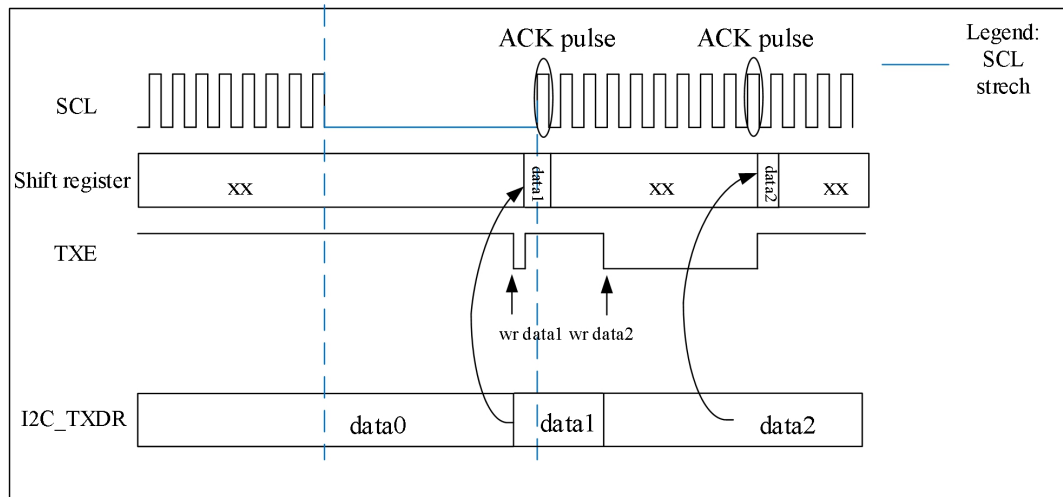 ACK pulse
ACK pulse
Legend:
SCL
strech
SCL
Shift register
xx
data1
xx
data2
xx
TXE
wr data1
wr data2
I2C_TXDR
data0
data1
data2